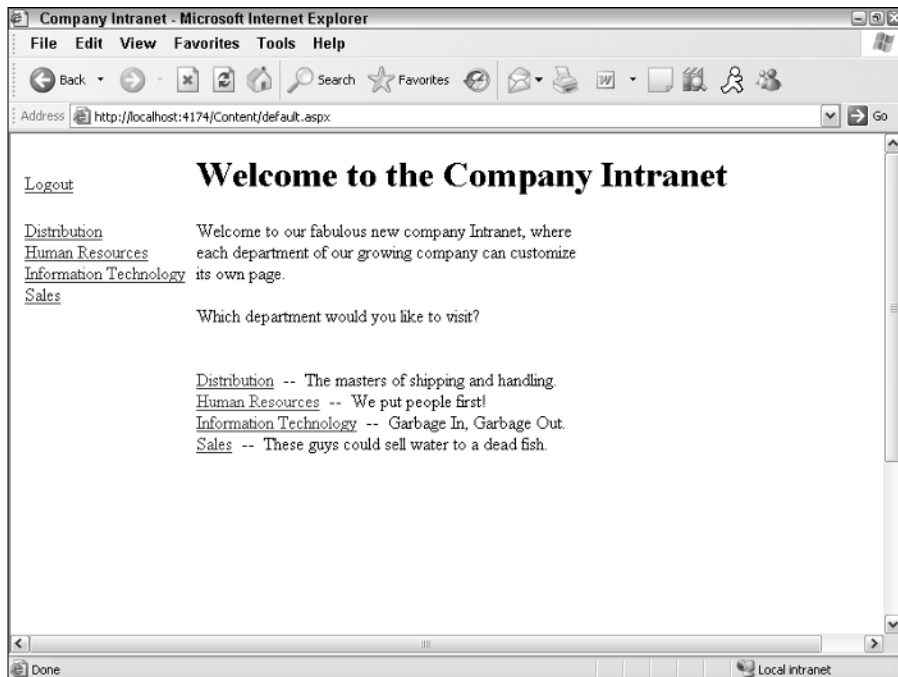 Company Intranet - Microsoft Internet Explorer
File Edit View Favorites Tools Help
Back Search Favorites W
Address http://localhost:4174/Content/default.aspx Go
Logout
Distribution
Human Resources
Information Technology
Sales
Welcome to the Company Intranet
Welcome to our fabulous new company Intranet, where
each department of our growing company can customize
its own page.
Which department would you like to visit?
Distribution -- The masters of shipping and handling.
Human Resources -- We put people first!
Information Technology -- Garbage In, Garbage Out.
Sales -- These guys could sell water to a dead fish.
Done Local intranet